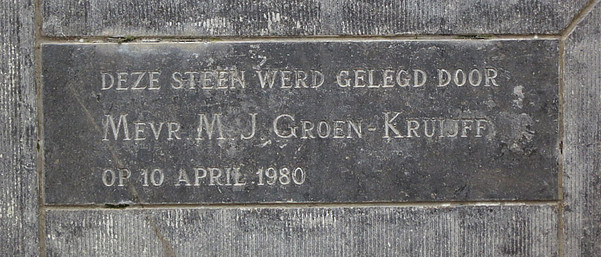 DEZE STEEN WERD GELEGD DOOR
MEVR. M. J. GROEN-KRUIJFF
OP 10 APRIL 1980